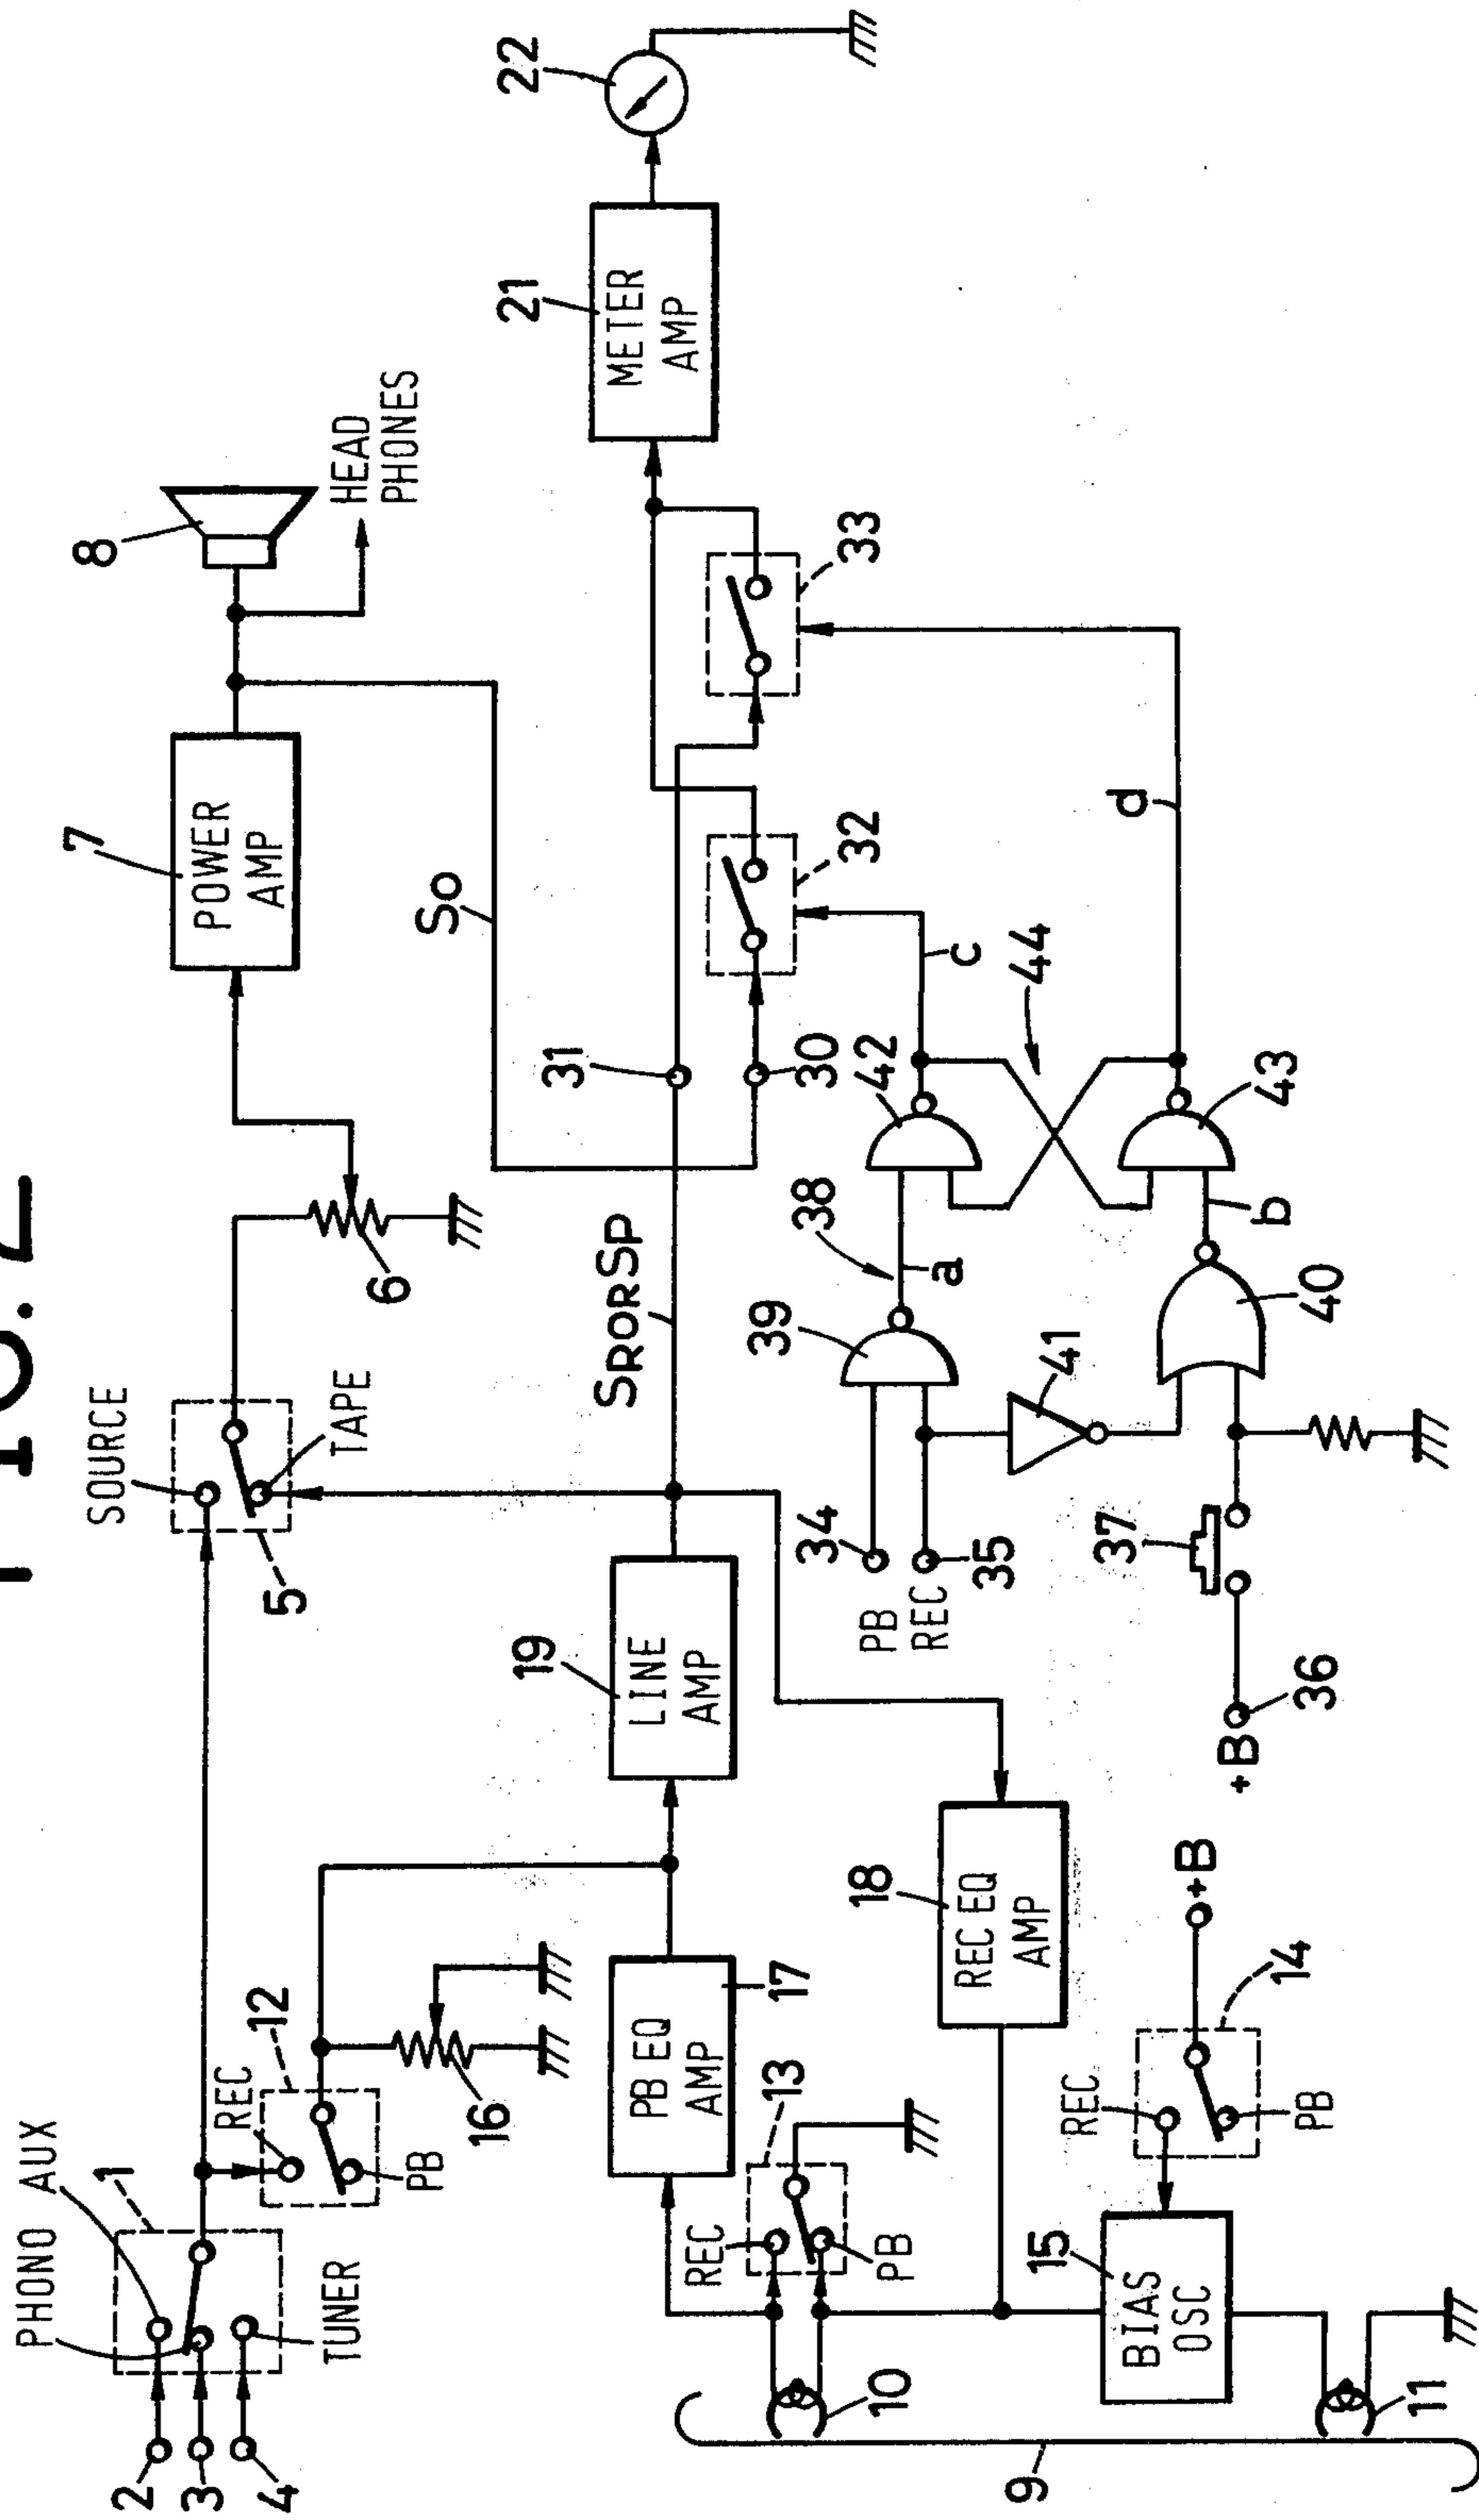 PHONO AUX
1
2
3
4
TUNER
REC
12
PB
16
SOURCE
5
TAPE
6
7
POWER
AMP
8
HEAD
PHONES
So
PB EQ
AMP
17
LINE
AMP
19
SRORSP
31
30
32
33
METER
AMP
21
22
REC
13
PB
10
9
11
BIAS
OSC
15
REC
14
PB
+B
REC EQ
AMP
18
PB
34
REC
35
39
38
a
41
37
+B
36
40
b
42
43
44
c
d